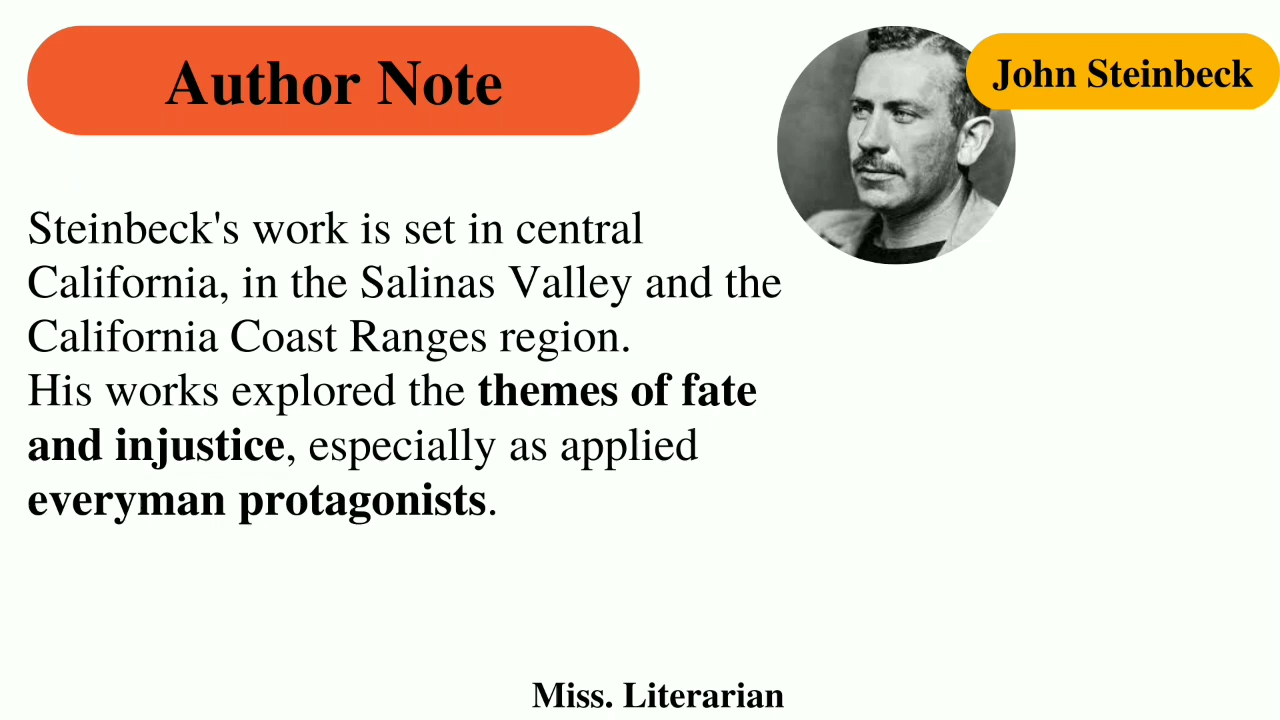 Author Note
John Steinbeck
Steinbeck's work is set in central
California, in the Salinas Valley and the
California Coast Ranges region.
His works explored the themes of fate
and injustice, especially as applied
everyman protagonists.
Miss. Literarian